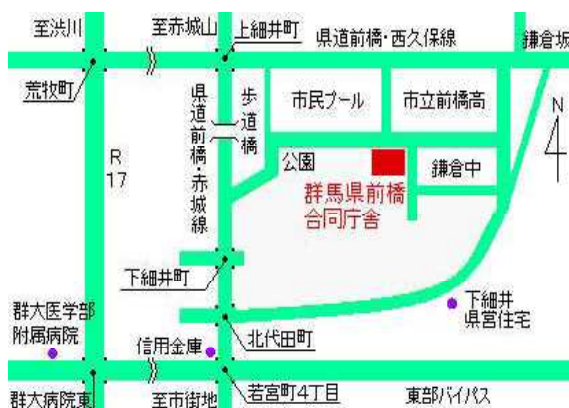 至渋川
至赤城山
上細井町
県道前橋・西久保線
鎌倉坂
荒牧町
県道前橋・赤城線
歩道橋
市民プール
市立前橋高
N
R
17
公園
鎌倉中
群馬県前橋
合同庁舎
下細井町
群大医学部
附属病院
信用金庫
北代田町
下細井
県営住宅
群大病院東
至市街地
若宮町4丁目
東部バイパス